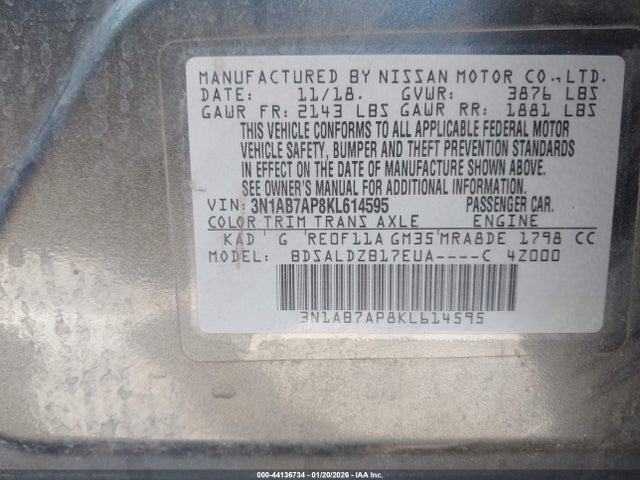 MANUFACTURED BY NISSAN MOTOR CO., LTD.
DATE: 11/18. GVWR: 3876 LBS
GAWR FR: 2143 LBS GAWR RR: 1881 LBS
THIS VEHICLE CONFORMS TO ALL APPLICABLE FEDERAL MOTOR
VEHICLE SAFETY, BUMPER AND THEFT PREVENTION STANDARDS
IN EFFECT ON THE DATE OF MANUFACTURE SHOWN ABOVE.
SEE OWNER'S MANUAL FOR ADDITIONAL INFORMATION.
VIN: 3N1AB7AP8KL614595 PASSENGER CAR.
COLOR TRIM TRANS AXLE ENGINE
KAD G RE0F11A GM35 MRA8DE 1798 CC
MODEL: BDSALDZB17EUA----C 4Z000
3N1AB7AP8KL614595
000-44136734 | 01/20/2026 | IAA Inc.